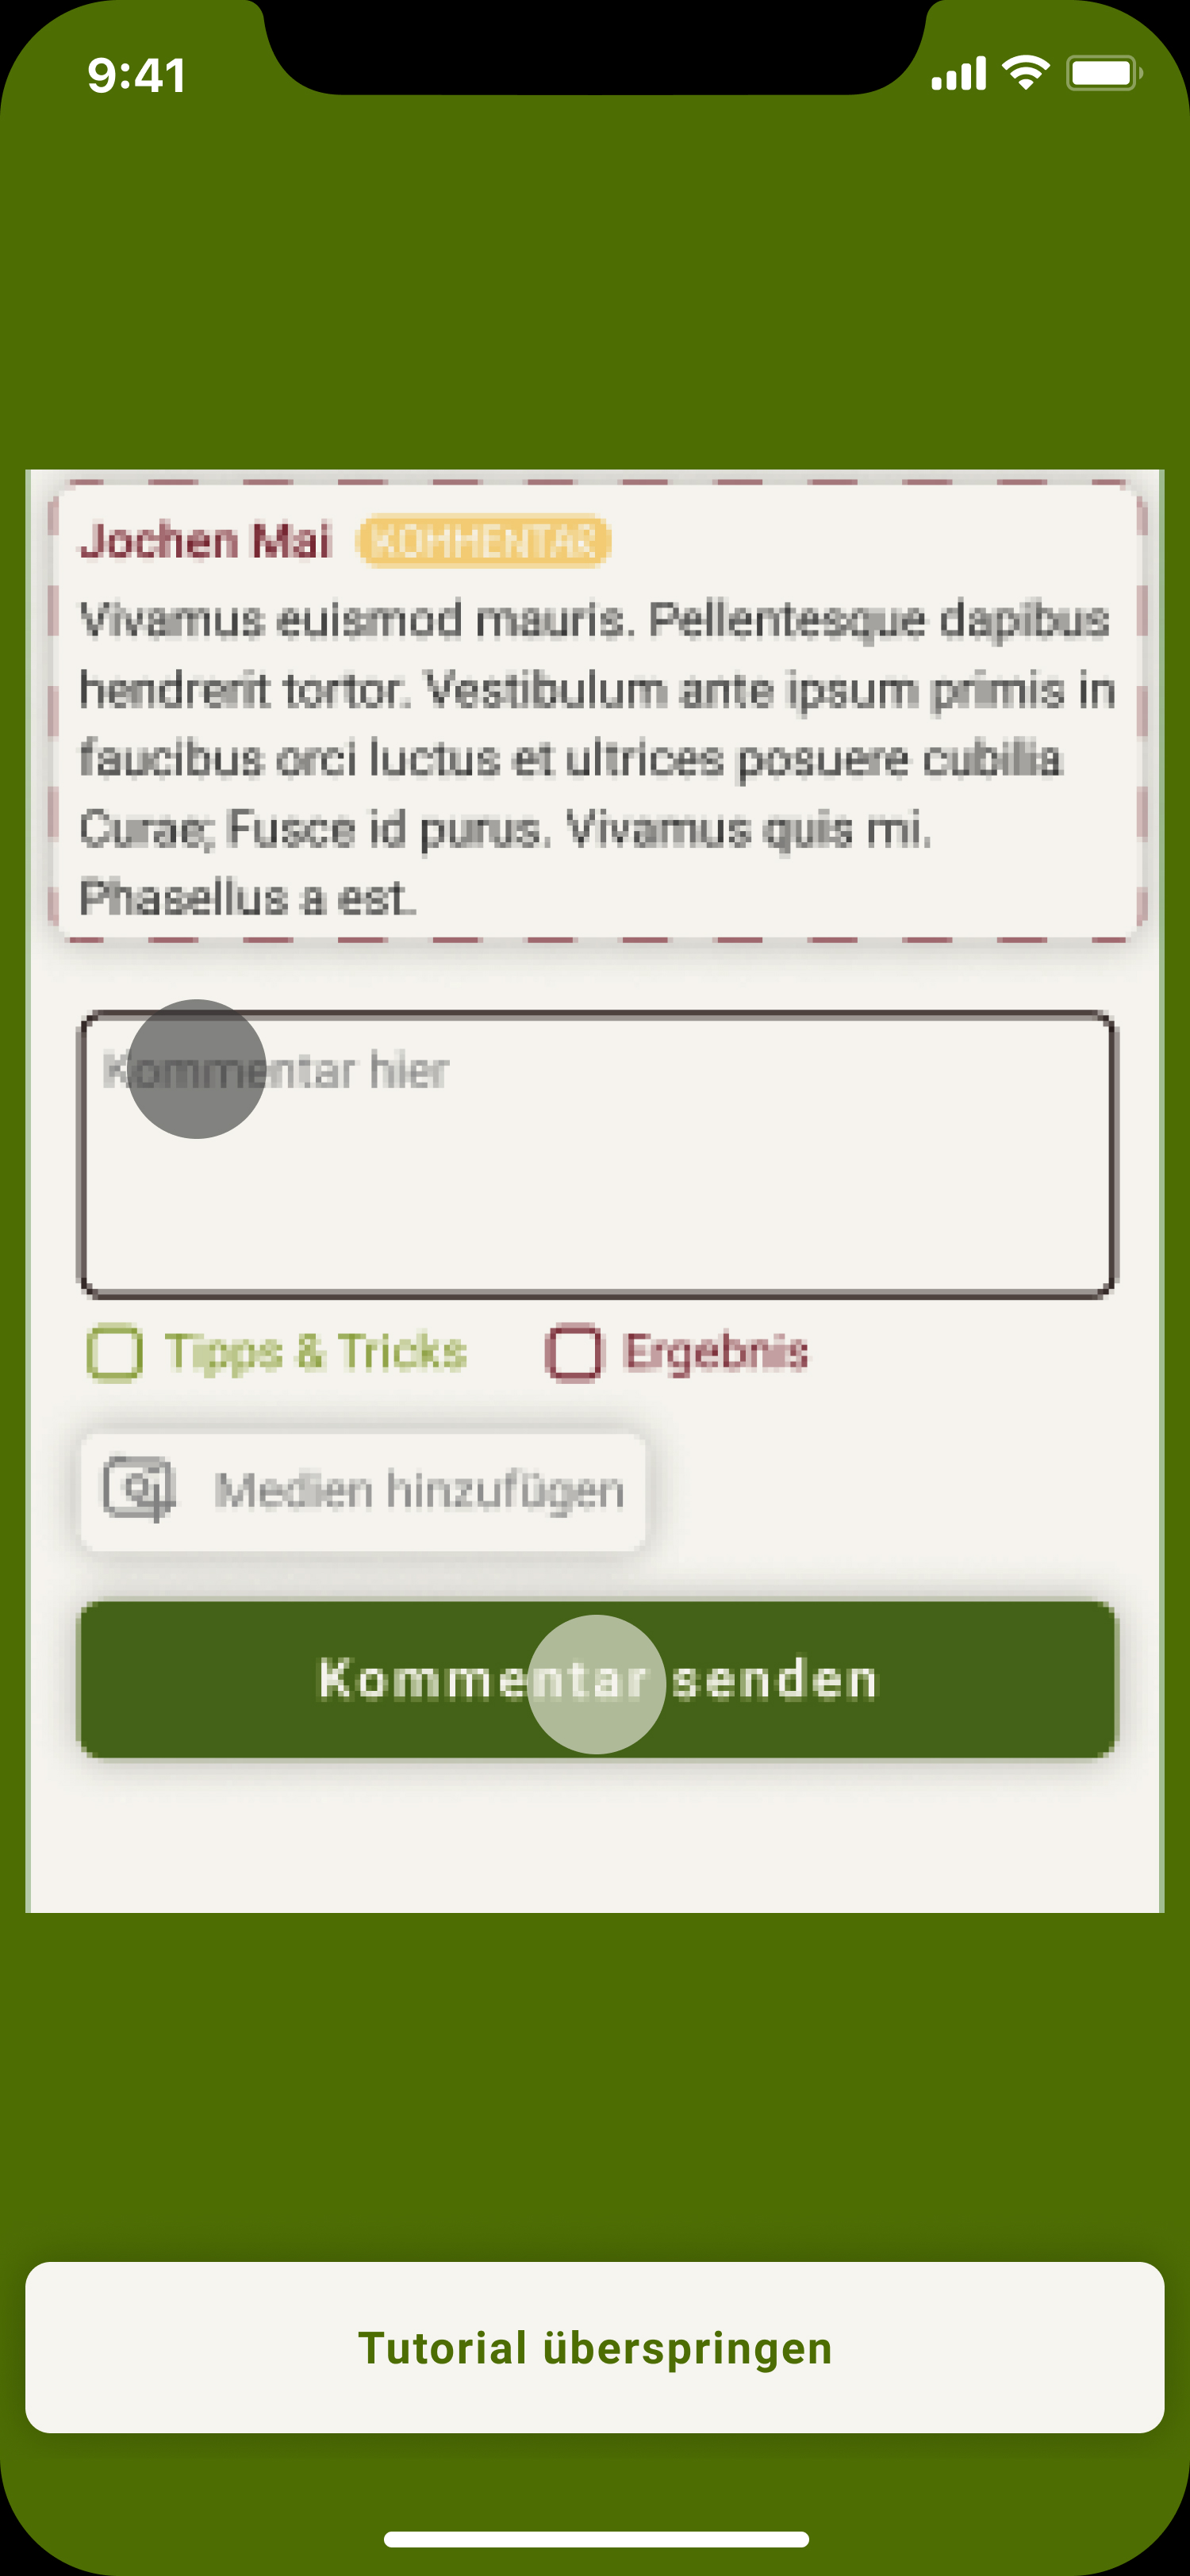 9:41
Jochen Mai KOMMENTAR
Vivamus euismod mauris. Pellentesque dapibus
hendrerit tortor. Vestibulum ante ipsum primis in
faucibus orci luctus et ultrices posuere cubilia
Curae; Fusce id purus. Vivamus quis mi.
Phasellus a est.
Kommentar hier
Tipps & Tricks Ergebnis
Medien hinzufügen
Kommentar senden
Tutorial überspringen